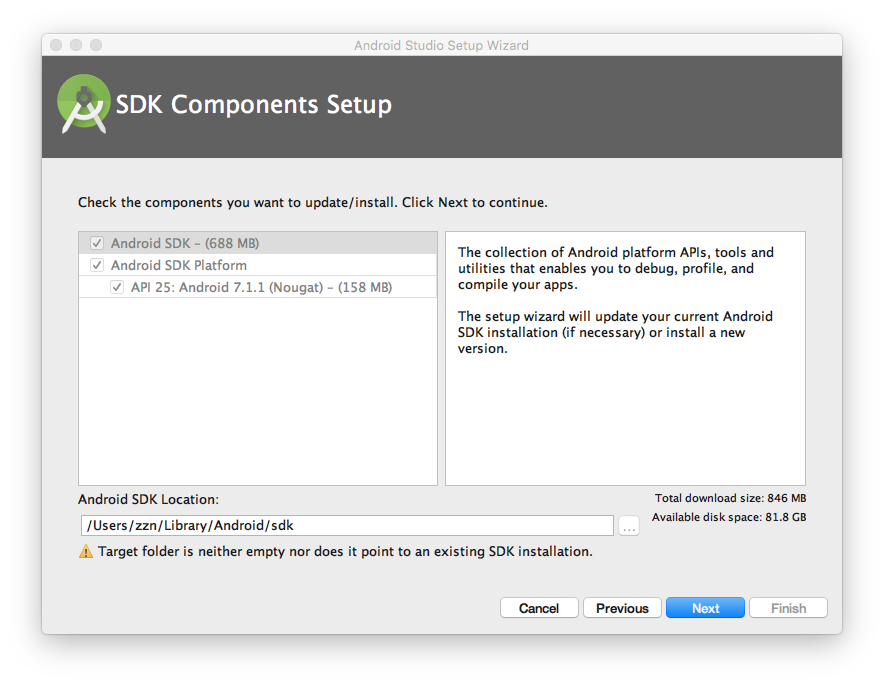 Android Studio Setup Wizard
SDK Components Setup
Check the components you want to update/install. Click Next to continue.
Android SDK – (688 MB)
Android SDK Platform
API 25: Android 7.1.1 (Nougat) – (158 MB)
The collection of Android platform APIs, tools and
utilities that enables you to debug, profile, and
compile your apps.
The setup wizard will update your current Android
SDK installation (if necessary) or install a new
version.
Android SDK Location:
Total download size: 846 MB
/Users/zzn/Library/Android/sdk
...
Available disk space: 81.8 GB
Target folder is neither empty nor does it point to an existing SDK installation.
Cancel
Previous
Next
Finish